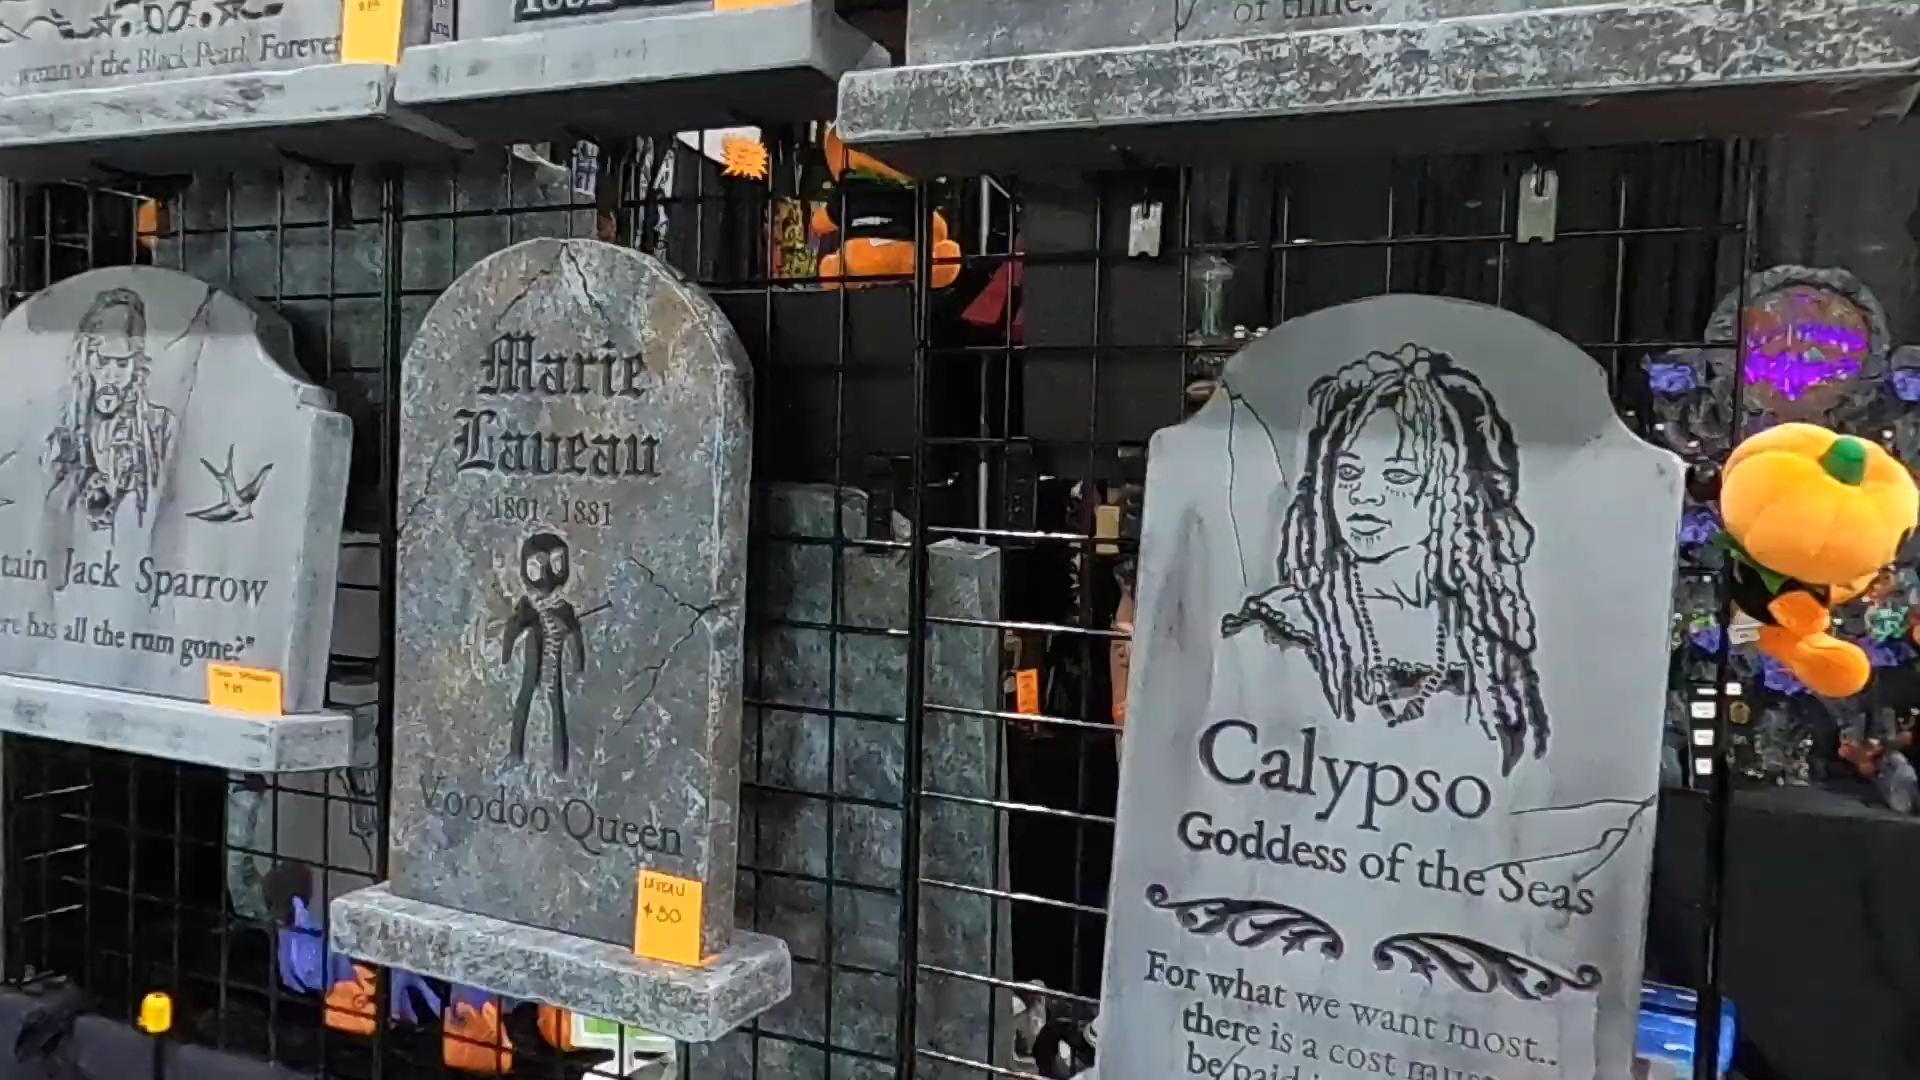 of the Black Pearl. Forever
of time.
tain Jack Sparrow
re has all the rum gone?"
Marie
Laveau
1801 - 1881
Voodoo Queen
LAVEAU
$50
Calypso
Goddess of the Seas
For what we want most...
there is a cost must
be paid